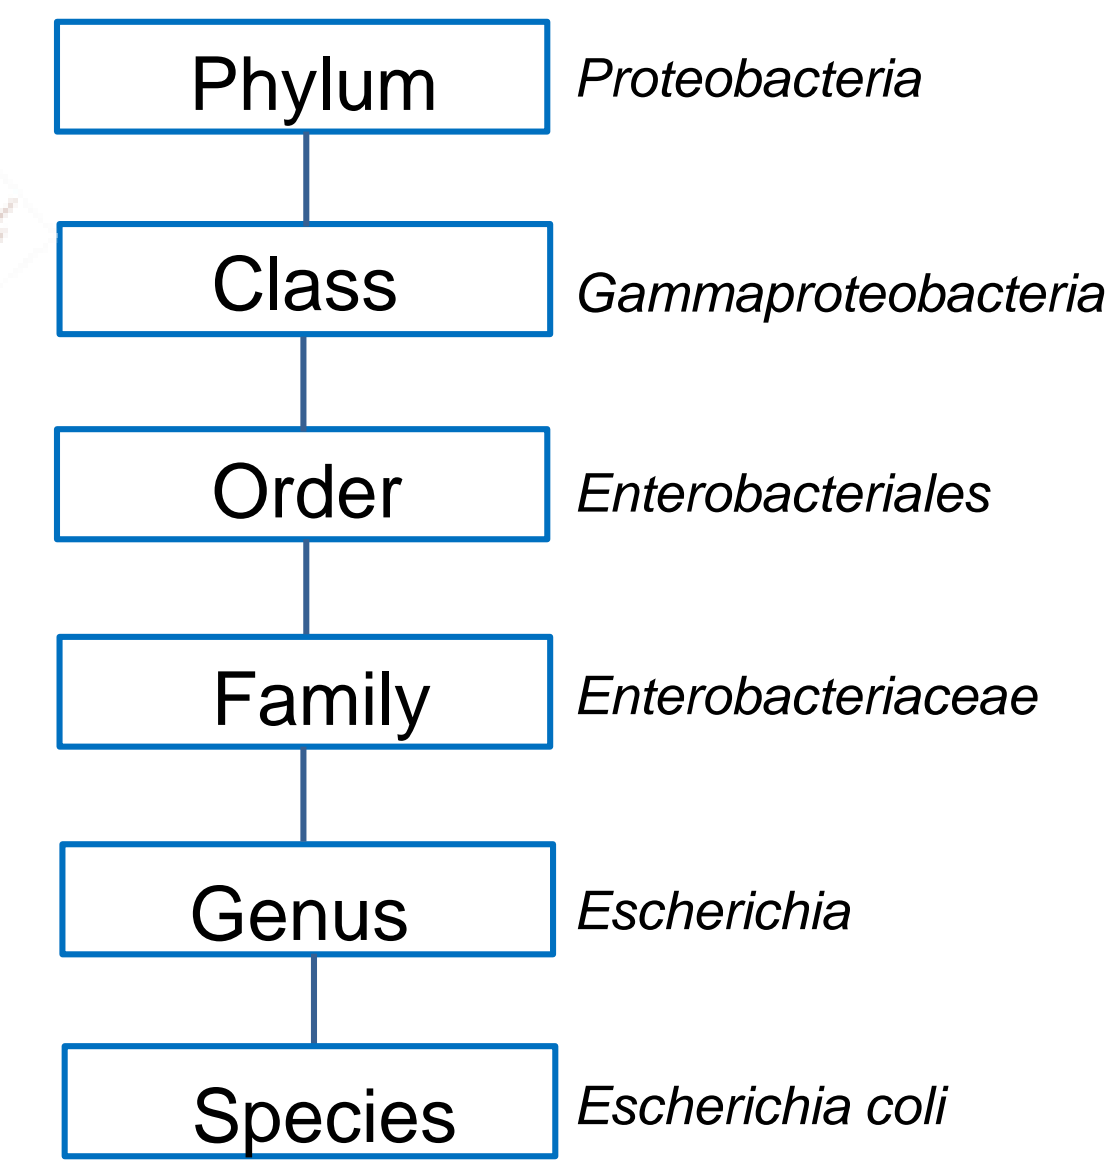 Phylum Proteobacteria
Class Gammaproteobacteria
Order Enterobacteriales
Family Enterobacteriaceae
Genus Escherichia
Species Escherichia coli